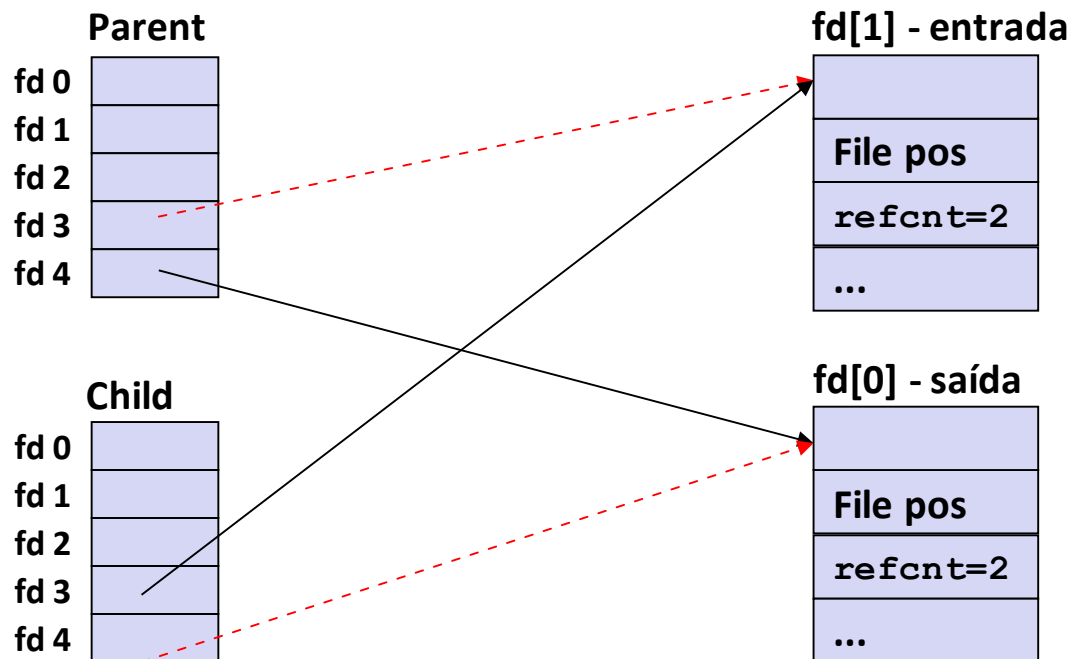 Parent
fd 0
fd 1
fd 2
fd 3
fd 4
fd[1] - entrada
File pos
refcnt=2
...
Child
fd 0
fd 1
fd 2
fd 3
fd 4
fd[0] - saída
File pos
refcnt=2
...